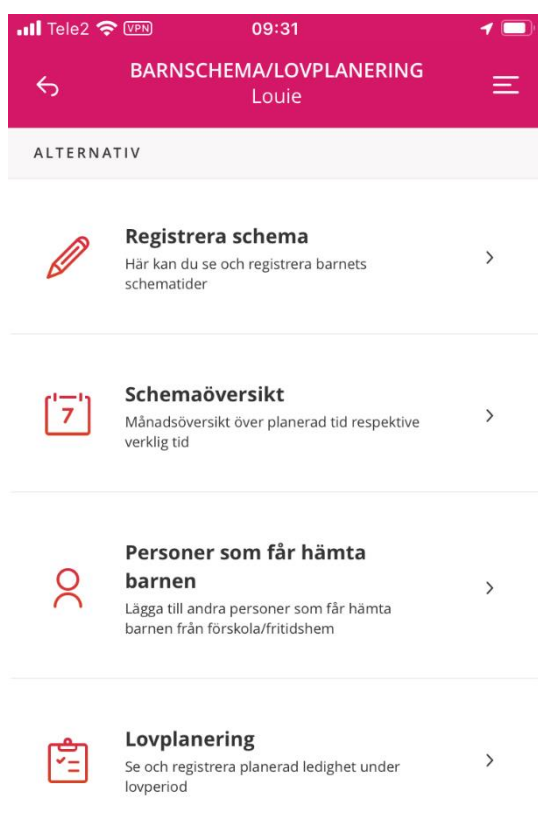 Tele2 VPN 09:31
BARNSCHEMA/LOVPLANERING
Louie
ALTERNATIV
Registrera schema
Här kan du se och registrera barnets
schematider
7
Schemaöversikt
Månadsöversikt över planerad tid respektive
verklig tid
Personer som får hämta
barnen
Lägga till andra personer som får hämta
barnen från förskola/fritidshem
Lovplanering
Se och registrera planerad ledighet under
lovperiod